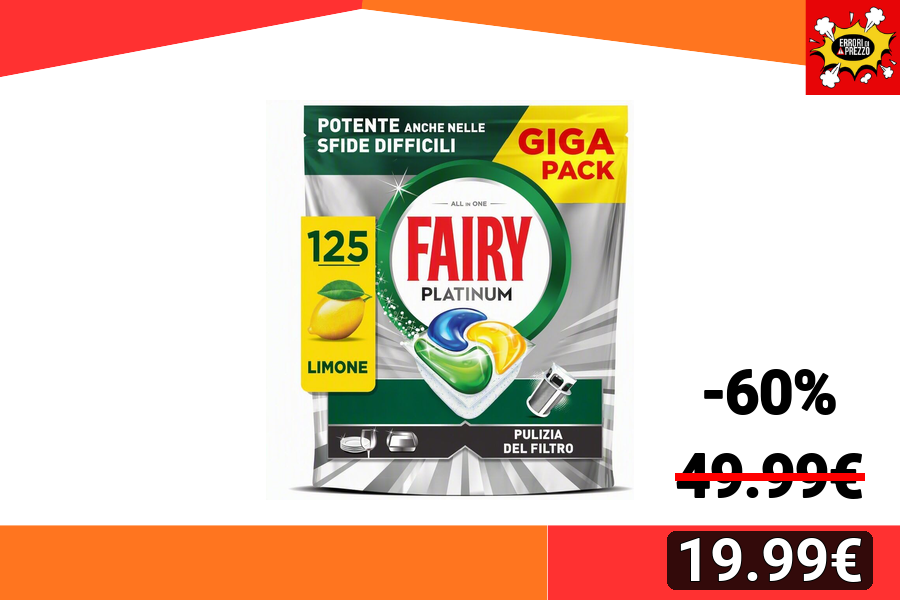 ERRORI DI
PREZZO
POTENTE ANCHE NELLE
SFIDE DIFFICILI
GIGA
PACK
ALL IN ONE
FAIRY
PLATINUM
125
LIMONE
PULIZIA
DEL FILTRO
-60%
49.99€
19.99€